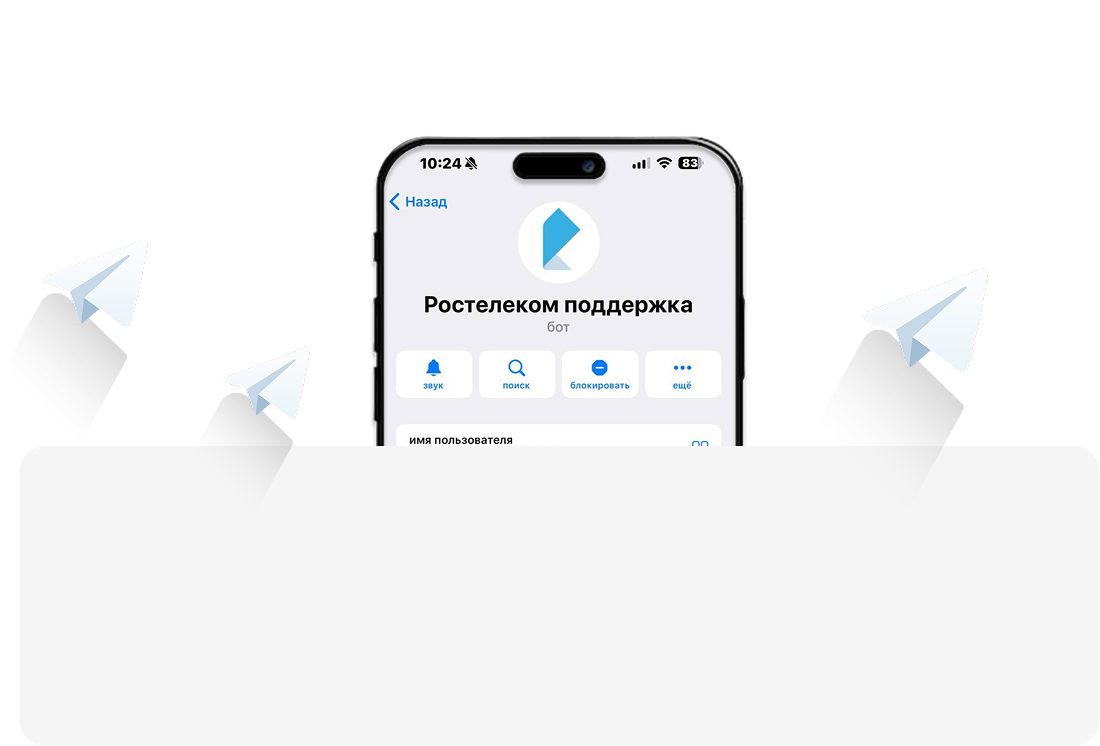 10:24
83
Назад
Ростелеком поддержка
бот
звук
поиск
блокировать
ещё
имя пользователя